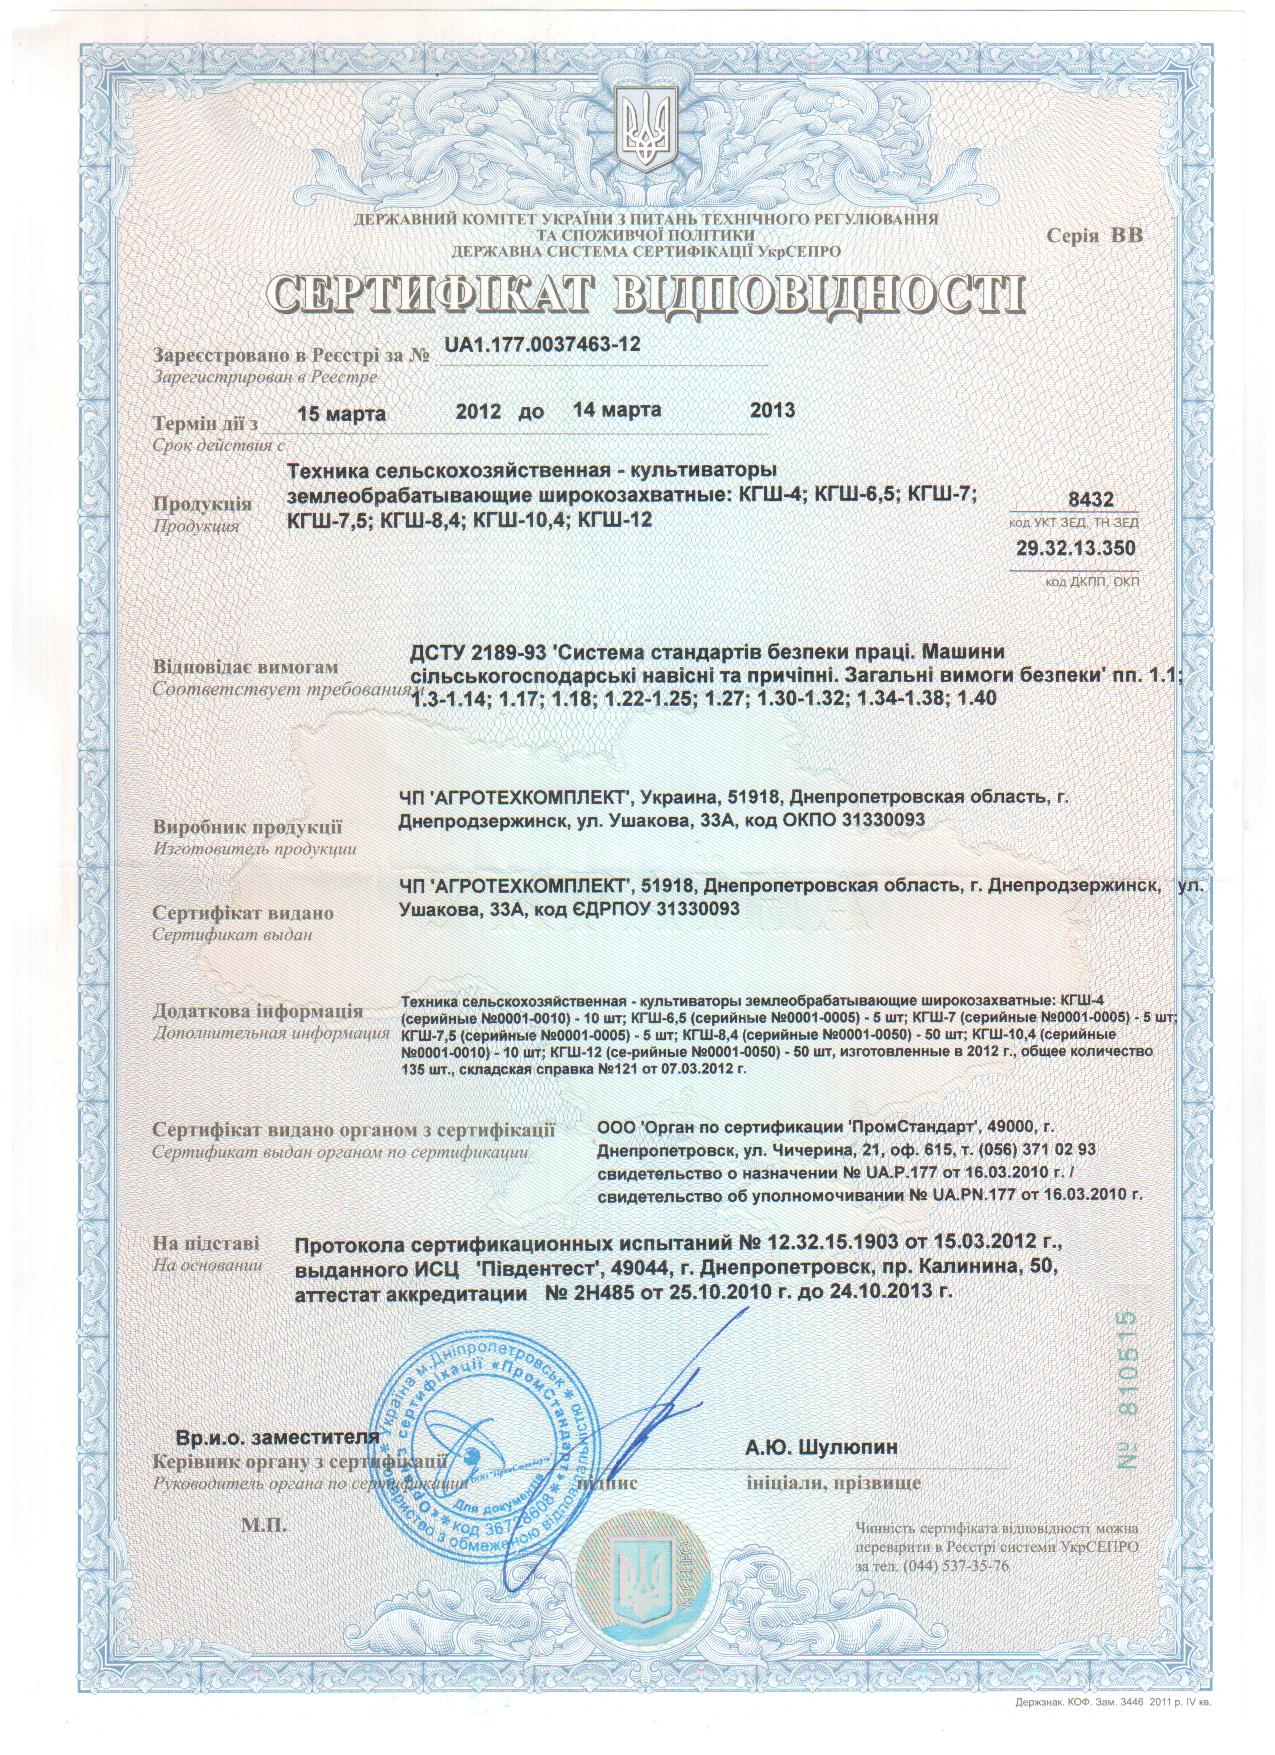 ДЕРЖАВНИЙ КОМІТЕТ УКРАЇНИ З ПИТАНЬ ТЕХНІЧНОГО РЕГУЛЮВАННЯ
ТА СПОЖИВЧОЇ ПОЛІТИКИ
ДЕРЖАВНА СИСТЕМА СЕРТИФІКАЦІЇ УкрСЕПРО
Серія ВВ
СЕРТИФІКАТ ВІДПОВІДНОСТІ
Зареєстровано в Реєстрі за № UA1.177.0037463-12
Зарегистрирован в Реестре
Термін дії з 15 марта 2012 до 14 марта 2013
Срок действия с
Техника сельскохозяйственная - культиваторы
Продукція землеобрабатывающие широкозахватные: КГШ-4; КГШ-6,5; КГШ-7;
Продукция КГШ-7,5; КГШ-8,4; КГШ-10,4; КГШ-12
8432
код УКТ ЗЕД, ТН ЗЕД
29.32.13.350
код ДКПП, ОКП
ДСТУ 2189-93 'Система стандартів безпеки праці. Машини
Відповідає вимогам сільськогосподарські навісні та причіпні. Загальні вимоги безпеки' пп. 1.1;
Соответствует требованиям 1.3-1.14; 1.17; 1.18; 1.22-1.25; 1.27; 1.30-1.32; 1.34-1.38; 1.40
ЧП 'АГРОТЕХКОМПЛЕКТ', Украина, 51918, Днепропетровская область, г.
Виробник продукції Днепродзержинск, ул. Ушакова, 33А, код ОКПО 31330093
Изготовитель продукции
ЧП 'АГРОТЕХКОМПЛЕКТ', 51918, Днепропетровская область, г. Днепродзержинск, ул.
Сертифікат видано Ушакова, 33А, код ЄДРПОУ 31330093
Сертификат выдан
Додаткова інформація
Дополнительная информация
Техника сельскохозяйственная - культиваторы землеобрабатывающие широкозахватные: КГШ-4
(серийные №0001-0010) - 10 шт; КГШ-6,5 (серийные №0001-0005) - 5 шт; КГШ-7 (серийные №0001-0005) - 5 шт;
КГШ-7,5 (серийные №0001-0005) - 5 шт; КГШ-8,4 (серийные №0001-0050) - 50 шт; КГШ-10,4 (серийные
№0001-0010) - 10 шт; КГШ-12 (се-рийные №0001-0050) - 50 шт, изготовленные в 2012 г., общее количество
135 шт., складская справка №121 от 07.03.2012 г.
Сертифікат видано органом з сертифікації
Сертификат выдан органом по сертификации
ООО 'Орган по сертификации 'ПромСтандарт', 49000, г.
Днепропетровск, ул. Чичерина, 21, оф. 615, т. (056) 371 02 93
свидетельство о назначении № UA.P.177 от 16.03.2010 г. /
свидетельство об уполномочивании № UA.PN.177 от 16.03.2010 г.
На підставі
На основании
Протокола сертификационных испытаний № 12.32.15.1903 от 15.03.2012 г.,
выданного ИСЦ 'Південтест', 49044, г. Днепропетровск, пр. Калинина, 50,
аттестат аккредитации № 2Н485 от 25.10.2010 г. до 24.10.2013 г.
№ 810515
Україна м.Дніпропетровськ * Товариство з обмеженою відповідальністю *
«Орган з сертифікації «ПромСтандарт» * код 36728608 *
ООО "ПромСтандарт"
Для документів
Вр.и.о. заместителя
Керівник органу з сертифікації
Руководитель органа по сертификации
підпис
А.Ю. Шулюпин
ініціали, прізвище
М.П.
Чинність сертифіката відповідності можна
перевірити в Реєстрі системи УкрСЕПРО
за тел. (044) 537-35-76
Держзнак. КОФ. Зам. 3446 2011 р. IV кв.